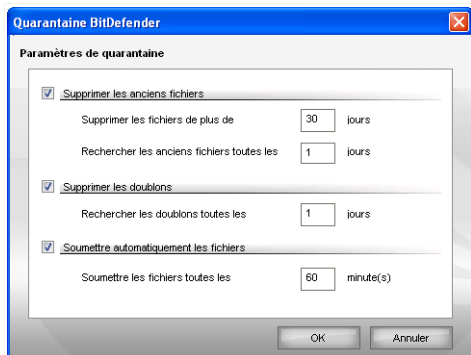 Quarantaine BitDefender
Paramètres de quarantaine
Supprimer les anciens fichiers
Supprimer les fichiers de plus de 30 jours
Rechercher les anciens fichiers toutes les 1 jours
Supprimer les doublons
Rechercher les doublons toutes les 1 jours
Soumettre automatiquement les fichiers
Soumettre les fichiers toutes les 60 minute(s)
OK Annuler